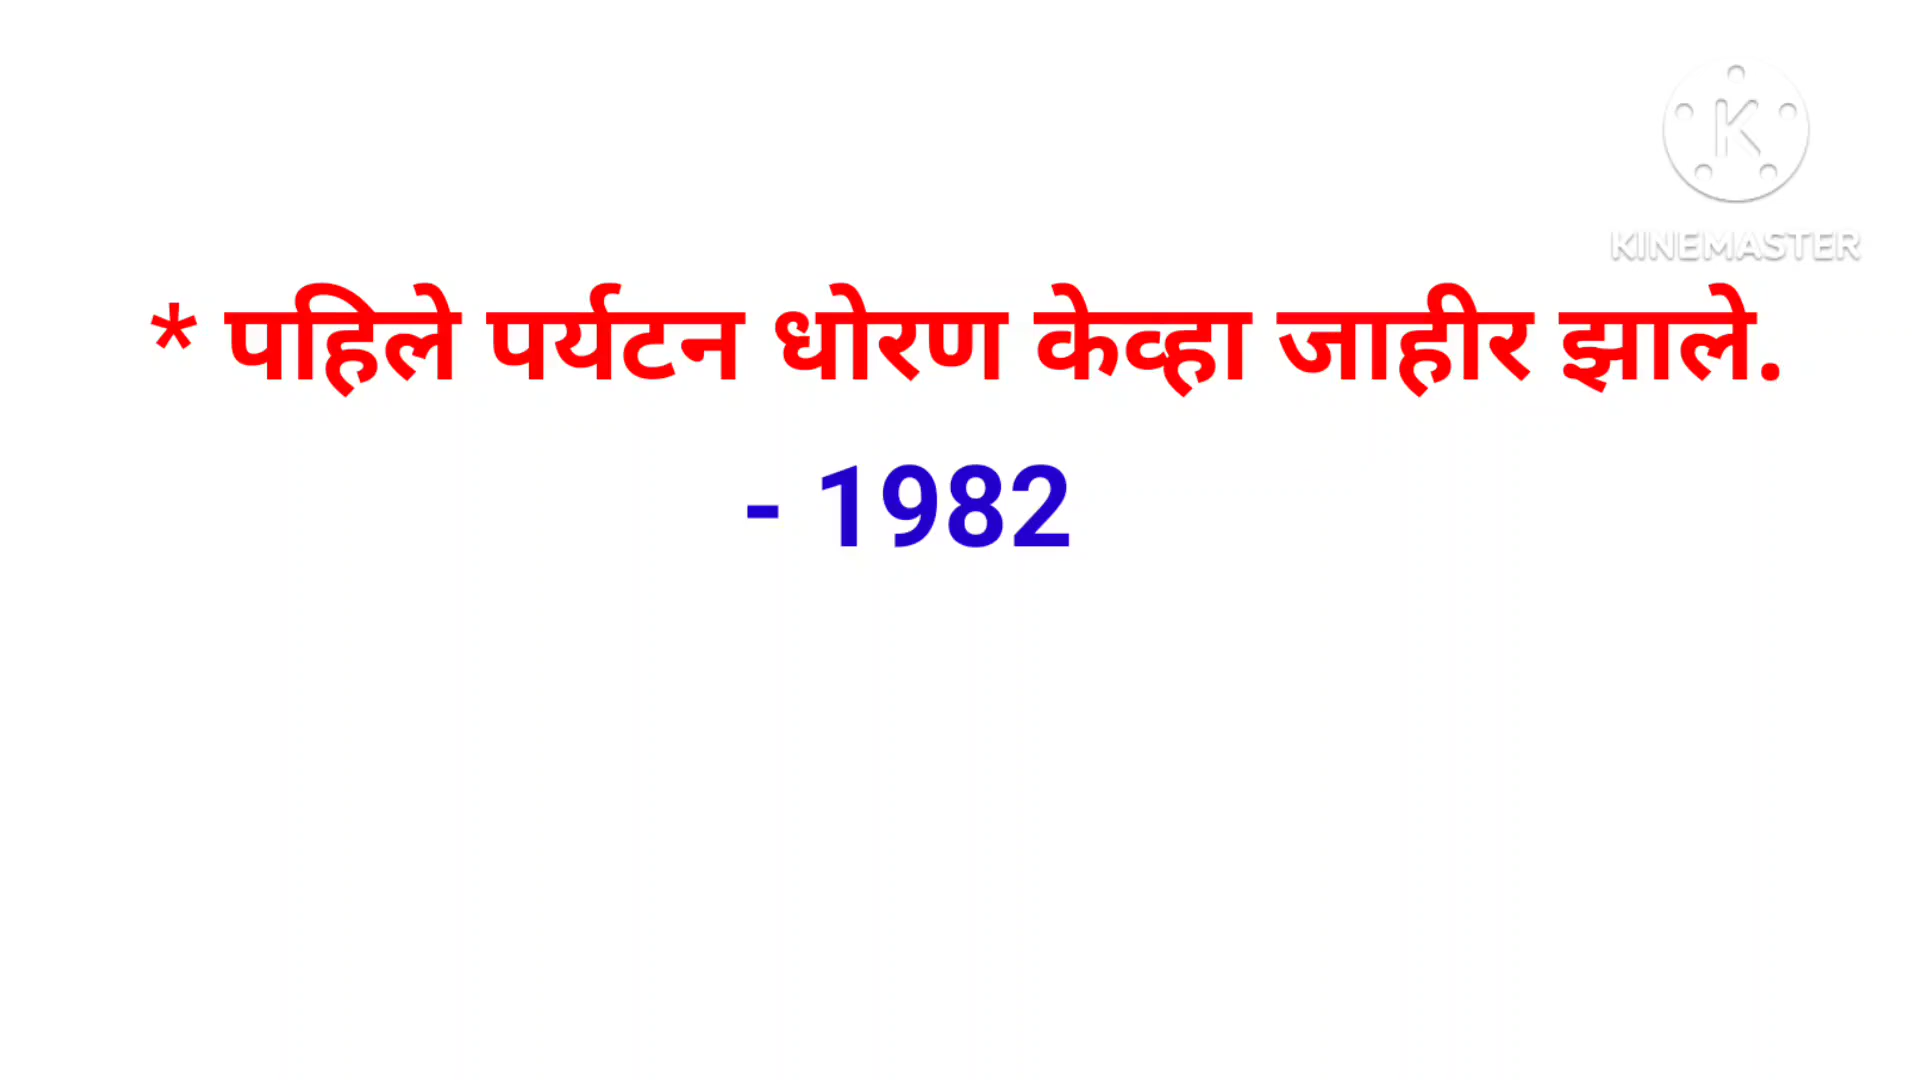 KINEMASTER
* पहिले पर्यटन धोरण केव्हा जाहीर झाले.
- 1982